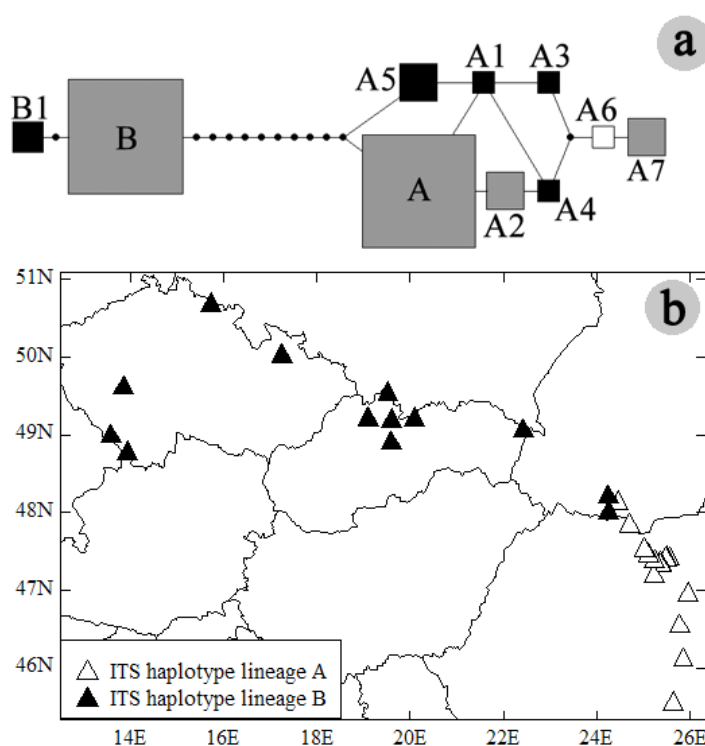 a
A5 A1 A3
B1 A6
B
A A2 A4 A7
51N
b
50N
49N
48N
47N
46N
ITS haplotype lineage A
ITS haplotype lineage B
14E 16E 18E 20E 22E 24E 26E